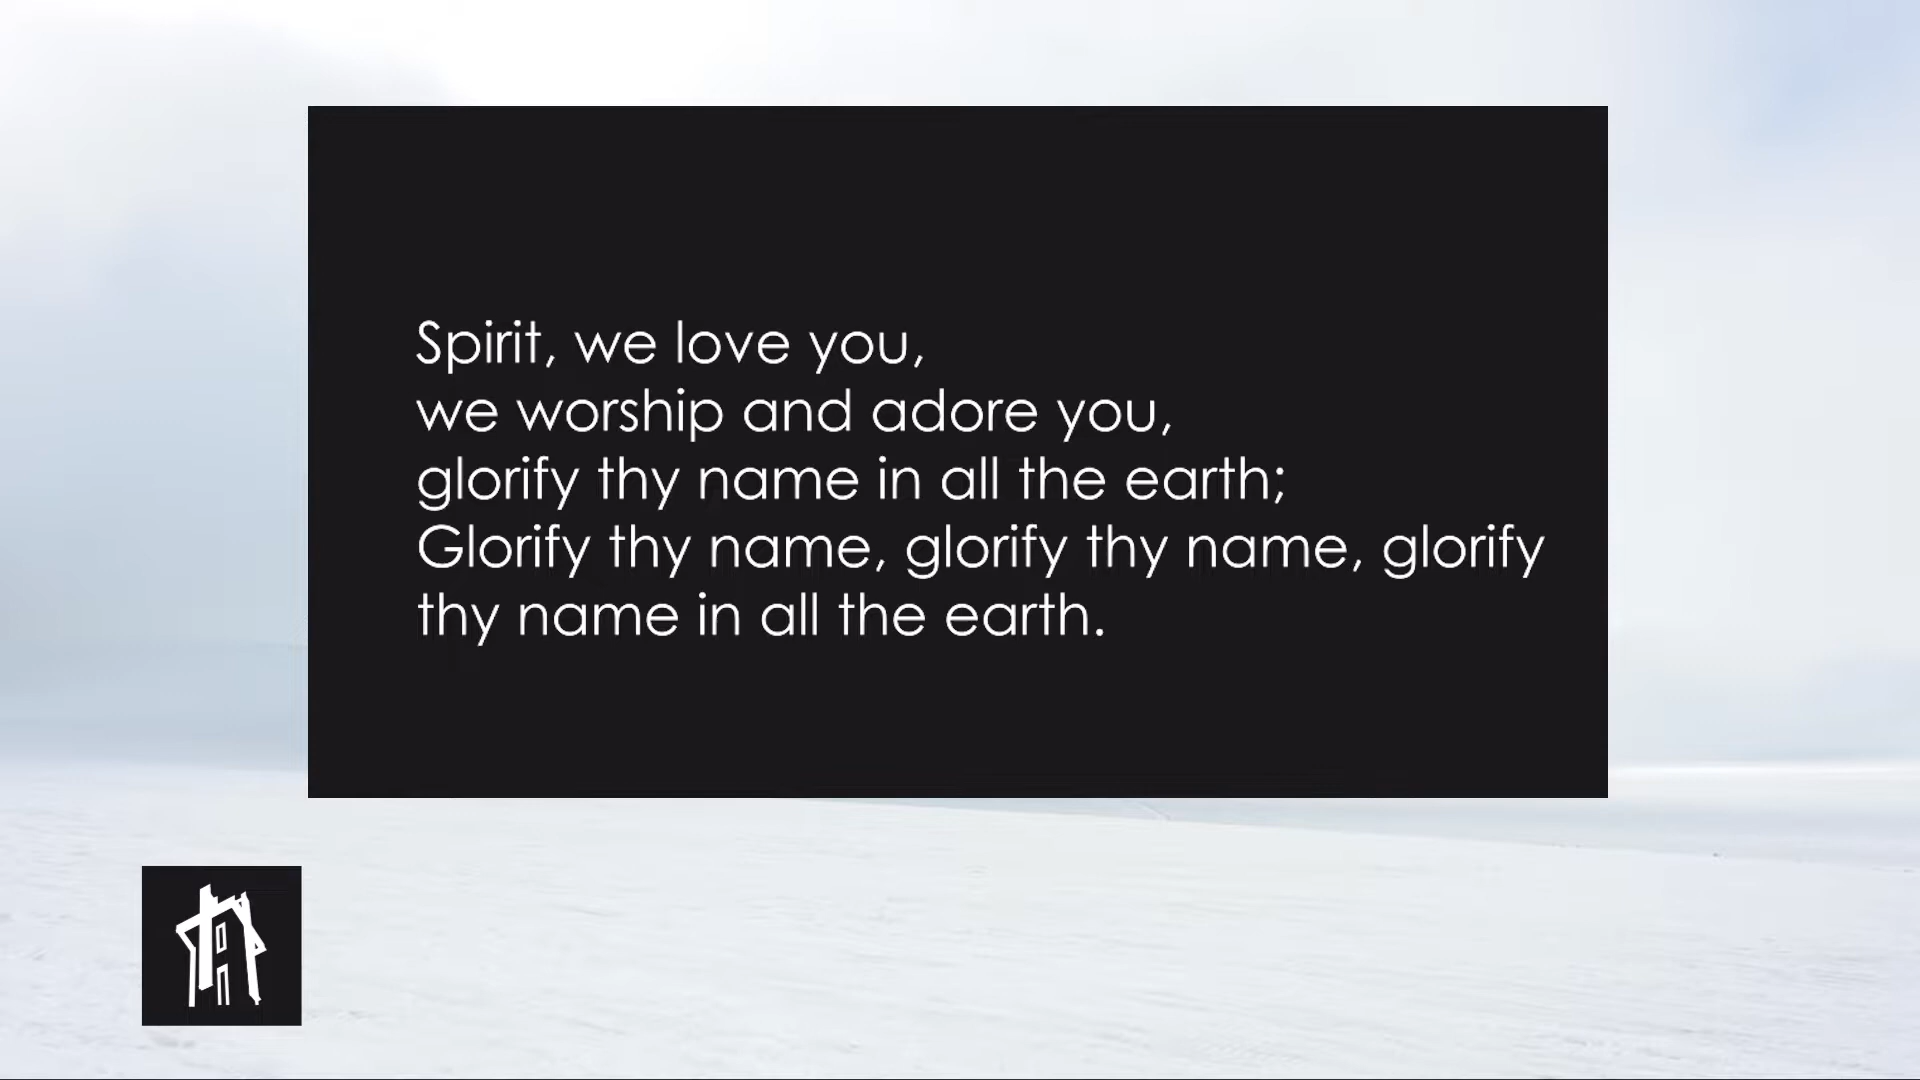 Spirit, we love you,
we worship and adore you,
glorify thy name in all the earth;
Glorify thy name, glorify thy name, glorify
thy name in all the earth.